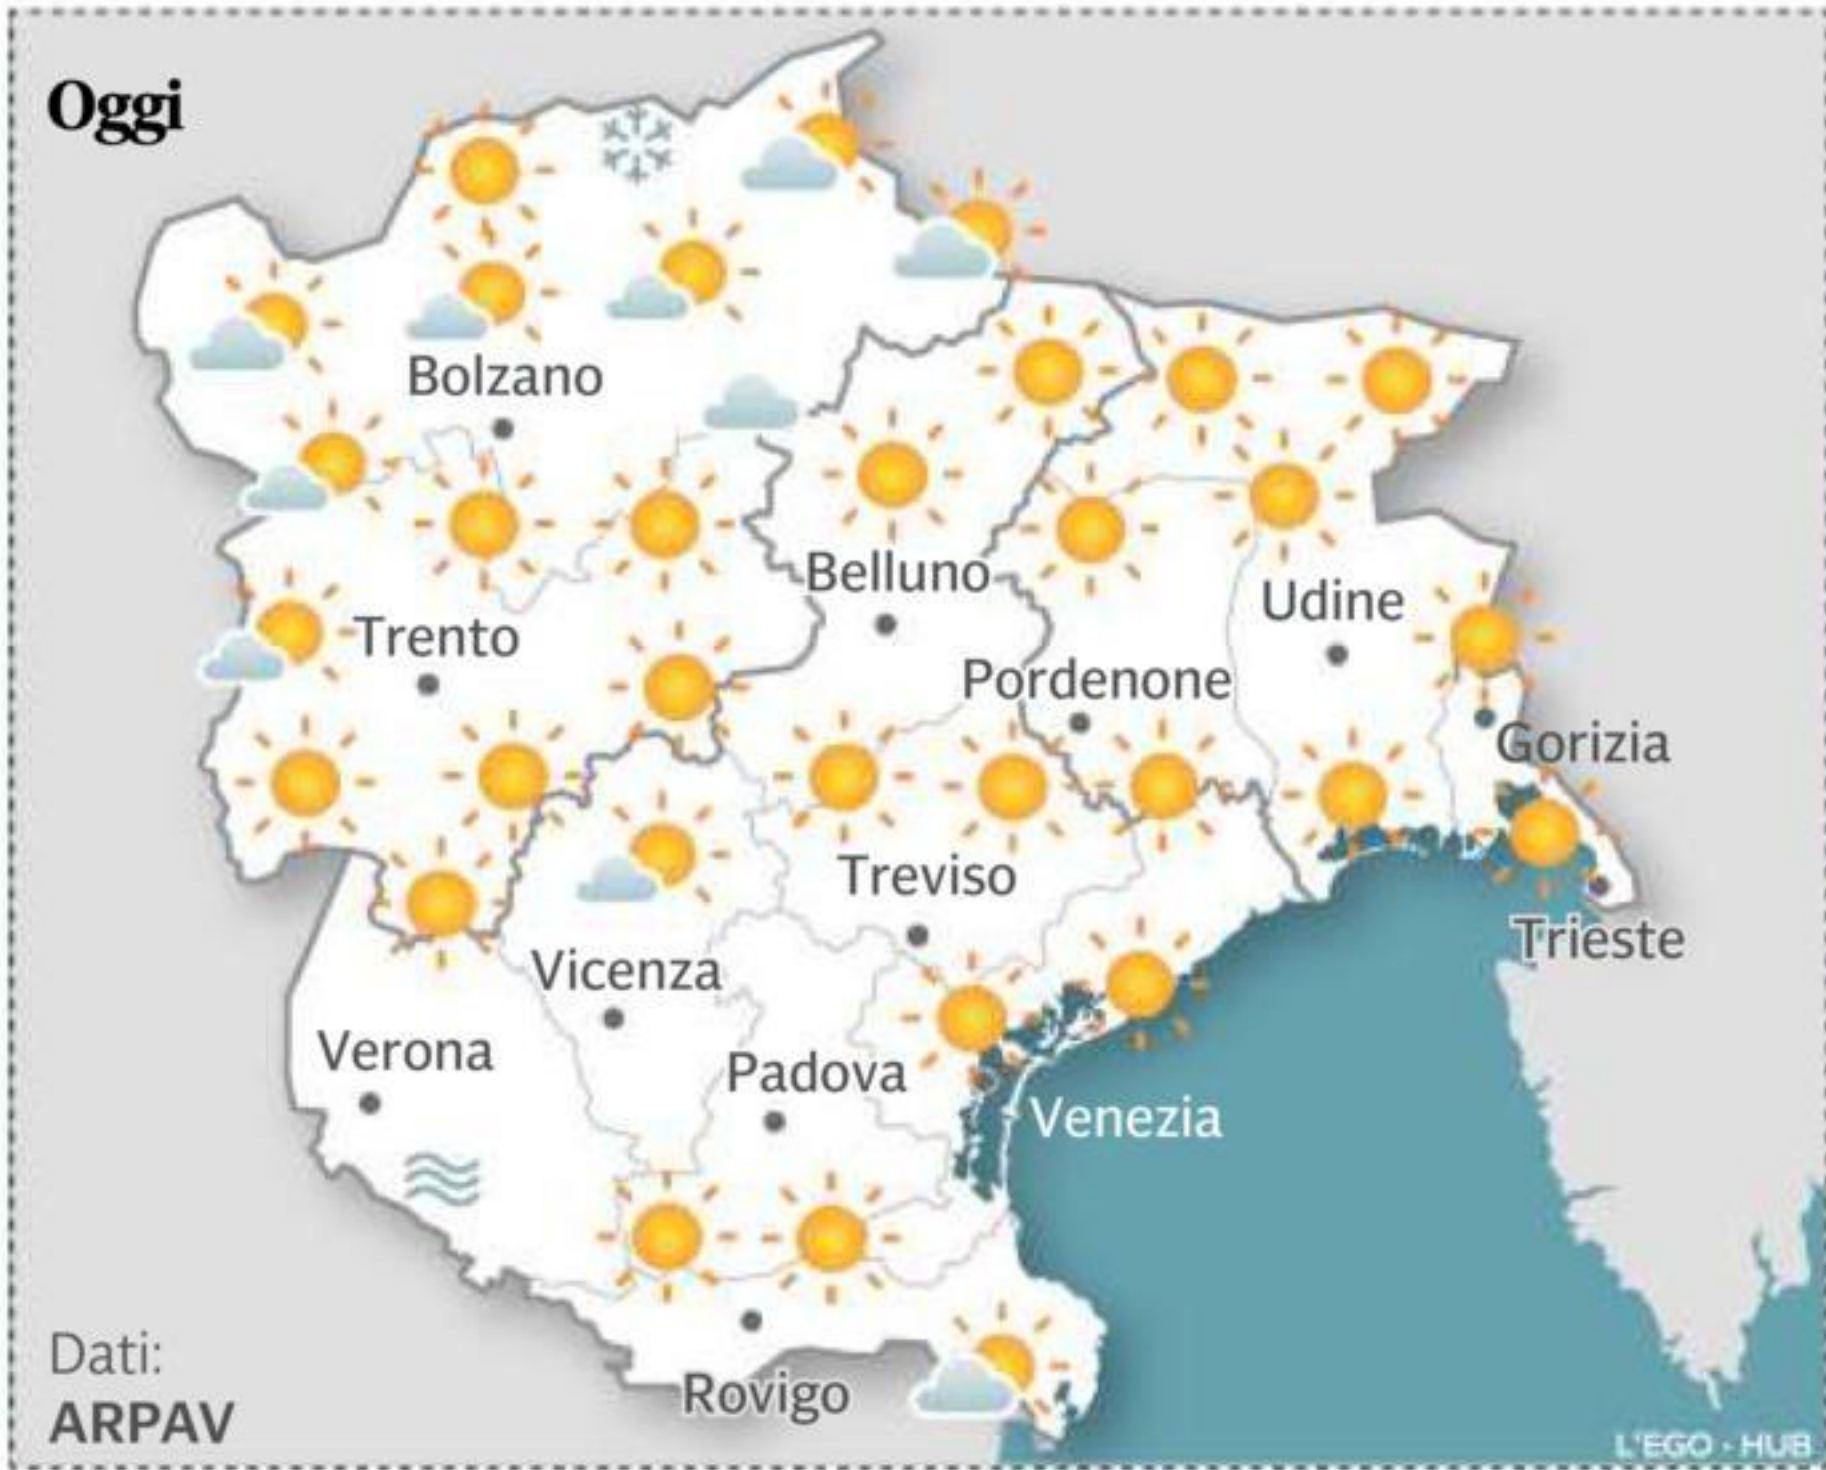 Oggi
Bolzano
Belluno
Udine
Trento
Pordenone
Gorizia
Treviso
Trieste
Vicenza
Verona
Padova
Venezia
Dati:
ARPAV
Rovigo
L'EGO - HUB